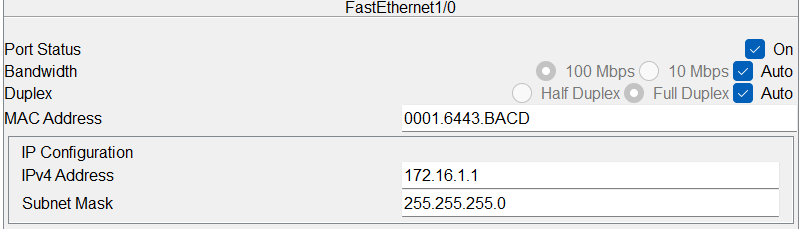 FastEthernet1/0
Port Status On
Bandwidth 100 Mbps 10 Mbps Auto
Duplex Half Duplex Full Duplex Auto
MAC Address 0001.6443.BACD
IP Configuration
IPv4 Address 172.16.1.1
Subnet Mask 255.255.255.0